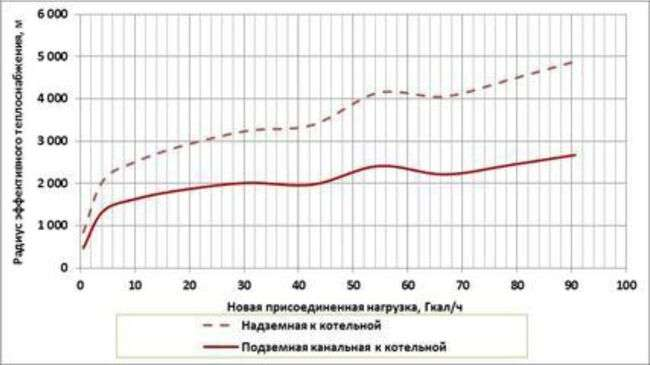 Радиус эффективного теплоснабжения, м
6 000
5 000
4 000
3 000
2 000
1 000
0
0 10 20 30 40 50 60 70 80 90 100
Новая присоединенная нагрузка, Гкал/ч
Надземная к котельной
Подземная канальная к котельной